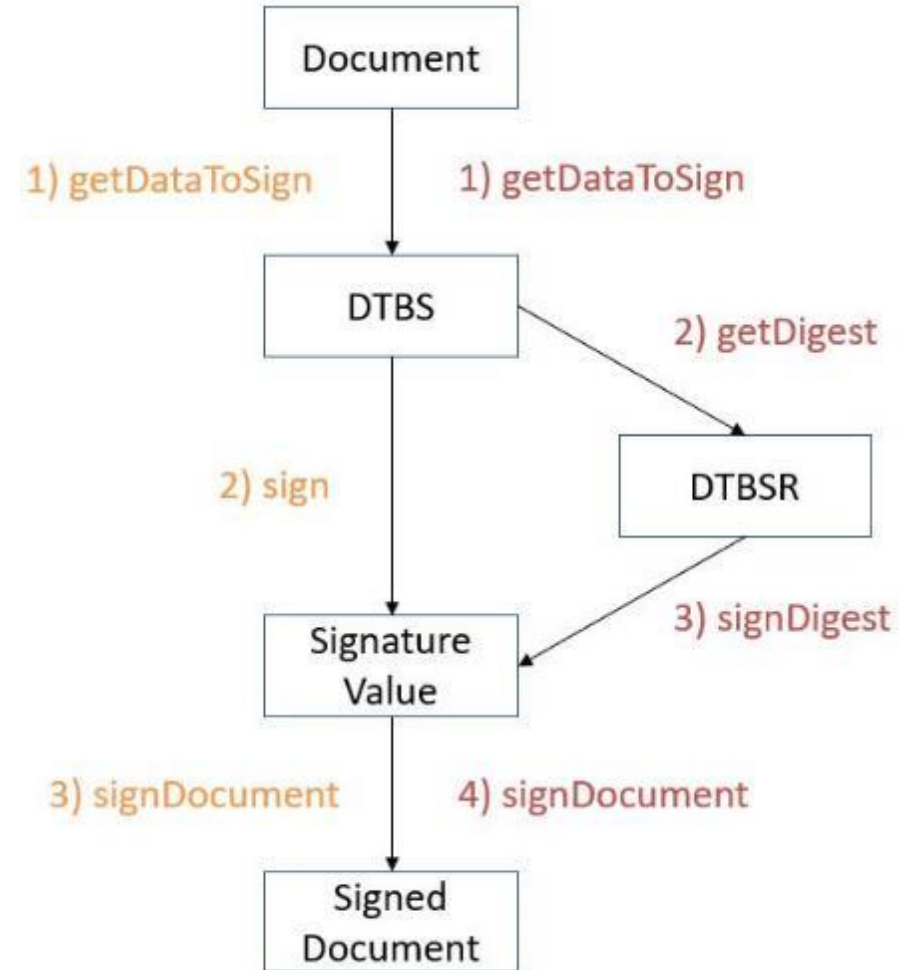 Document
1) getDataToSign
1) getDataToSign
DTBS
2) getDigest
2) sign
DTBSR
3) signDigest
Signature
Value
3) signDocument
4) signDocument
Signed
Document